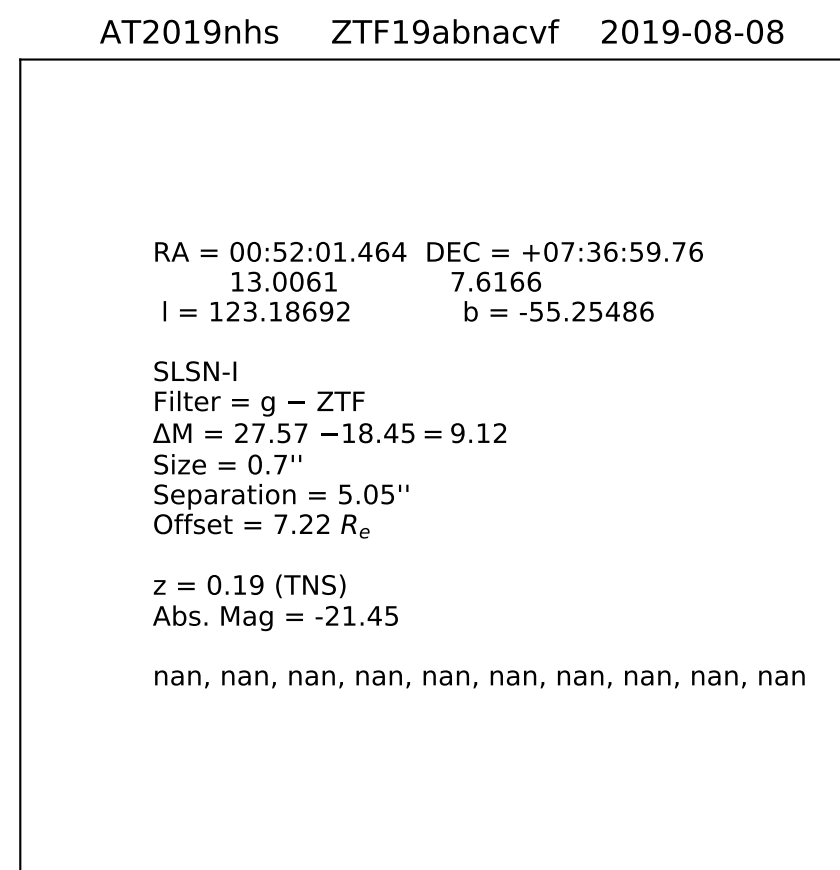 AT2019nhs ZTF19abnacvf 2019-08-08
RA = 00:52:01.464 DEC = +07:36:59.76
13.0061 7.6166
l = 123.18692 b = -55.25486
SLSN-I
Filter = g − ZTF
ΔM = 27.57 −18.45 = 9.12
Size = 0.7''
Separation = 5.05''
Offset = 7.22 Re
z = 0.19 (TNS)
Abs. Mag = -21.45
nan, nan, nan, nan, nan, nan, nan, nan, nan, nan